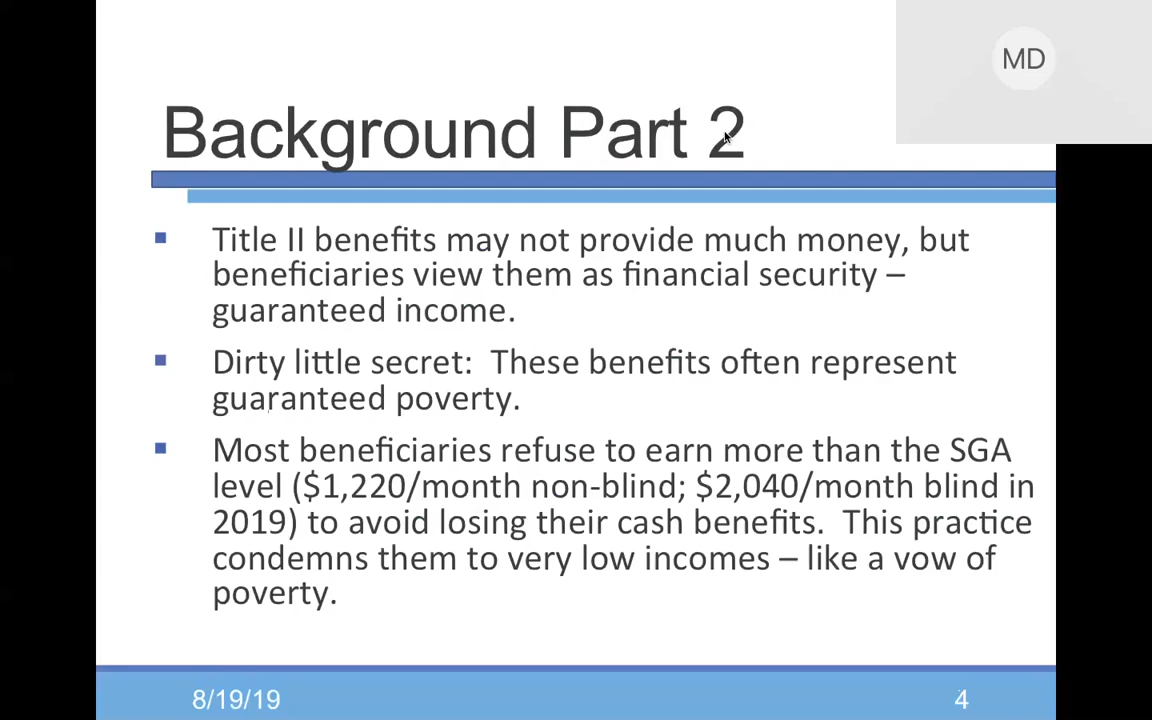 MD
Background Part 2
Title II benefits may not provide much money, but
beneficiaries view them as financial security –
guaranteed income.
Dirty little secret:  These benefits often represent
guaranteed poverty.
Most beneficiaries refuse to earn more than the SGA
level ($1,220/month non-blind; $2,040/month blind in
2019) to avoid losing their cash benefits.  This practice
condemns them to very low incomes – like a vow of
poverty.
8/19/19
4